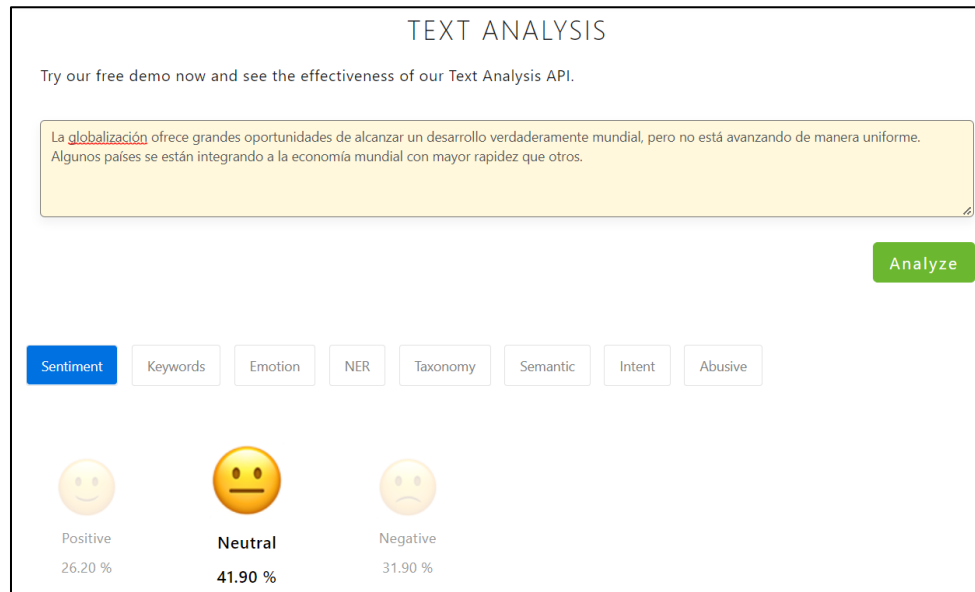 TEXT ANALYSIS
Try our free demo now and see the effectiveness of our Text Analysis API.
La globalización ofrece grandes oportunidades de alcanzar un desarrollo verdaderamente mundial, pero no está avanzando de manera uniforme.
Algunos países se están integrando a la economía mundial con mayor rapidez que otros.
Analyze
Sentiment Keywords Emotion NER Taxonomy Semantic Intent Abusive
Positive Neutral Negative
26.20 % 41.90 % 31.90 %